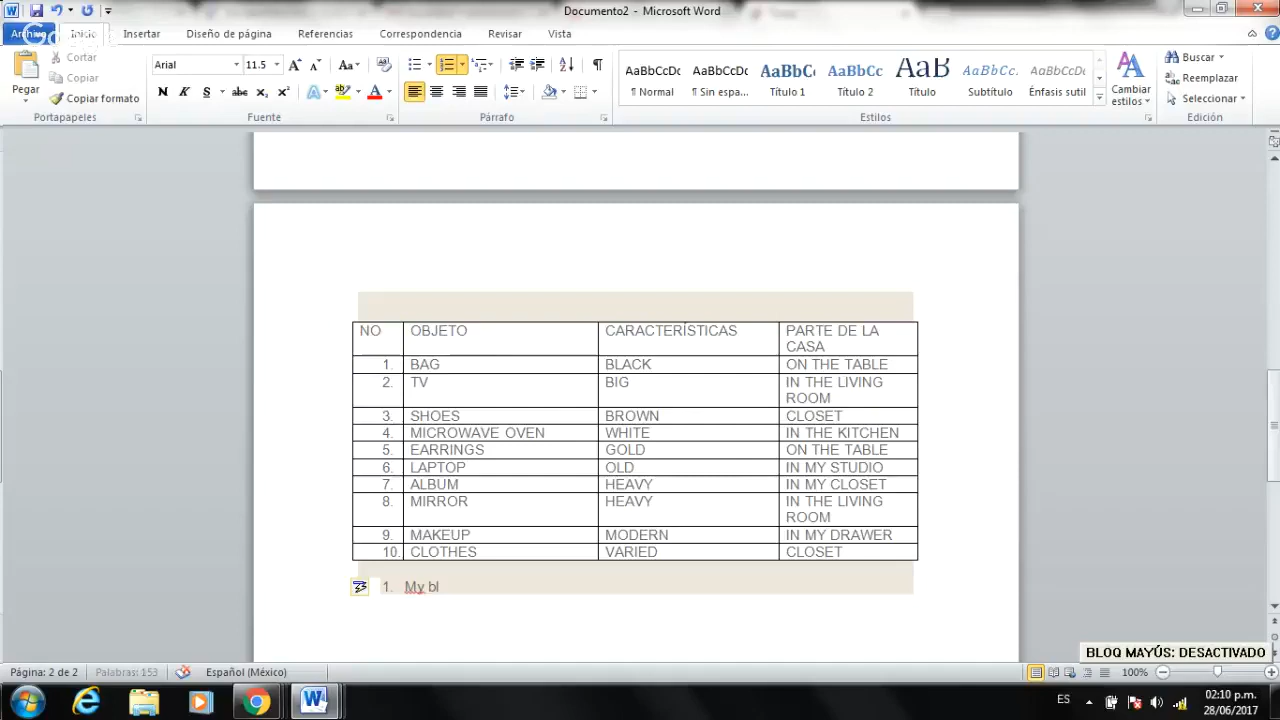 Documento2 - Microsoft Word
Archivo Inicio Insertar Diseño de página Referencias Correspondencia Revisar Vista
Google
Pegar
Cortar
Copiar
Copiar formato
Portapapeles
Arial 11.5
Fuente
Párrafo
AaBbCcDc AaBbCcDc AaBbCc AaBbCc AaB AaBbCc. AaBbCcDc
¶ Normal ¶ Sin espa... Título 1 Título 2 Título Subtítulo Énfasis sutil
Estilos
Cambiar
estilos
Buscar
Reemplazar
Seleccionar
Edición
NO OBJETO CARACTERÍSTICAS PARTE DE LA
CASA
1. BAG BLACK ON THE TABLE
2. TV BIG IN THE LIVING
ROOM
3. SHOES BROWN CLOSET
4. MICROWAVE OVEN WHITE IN THE KITCHEN
5. EARRINGS GOLD ON THE TABLE
6. LAPTOP OLD IN MY STUDIO
7. ALBUM HEAVY IN MY CLOSET
8. MIRROR HEAVY IN THE LIVING
ROOM
9. MAKEUP MODERN IN MY DRAWER
10. CLOTHES VARIED CLOSET
1. My bl
BLOQ MAYÚS: DESACTIVADO
Página: 2 de 2 Palabras: 153 Español (México) 100%
ES 02:10 p.m.
28/06/2017